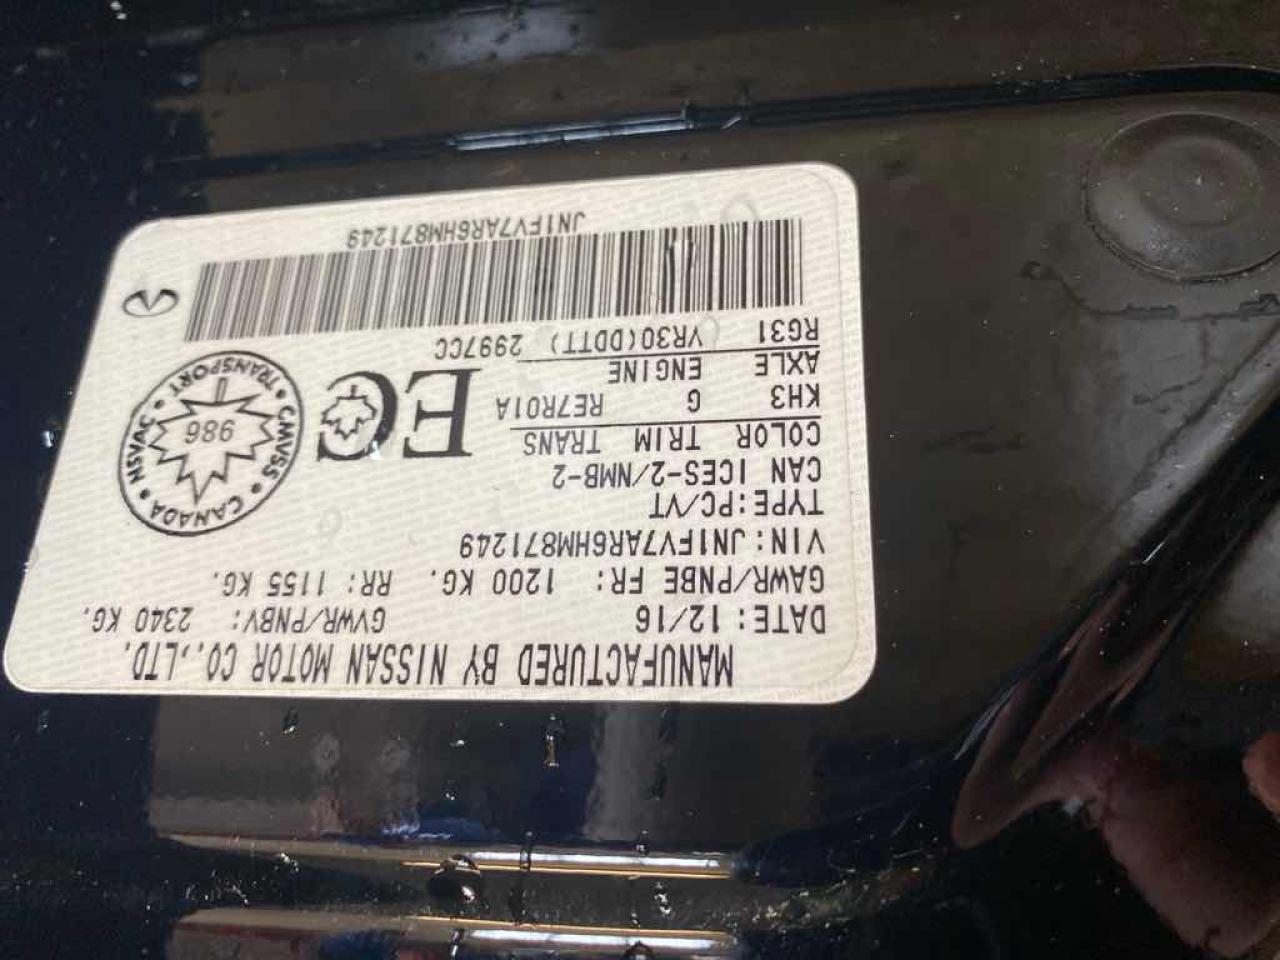 MANUFACTURED BY NISSAN MOTOR CO.,LTD.
DATE: 12/16 GVWR/PNBV: 2340 KG.
GAWR/PNBE FR: 1200 KG. RR: 1155 KG.
VIN: JN1FV7AR6HM871249
TYPE:PC/VT
CAN ICES-2/NMB-2
COLOR TRIM TRANS
KH3 G RE7R01A
AXLE ENGINE
RG31 VR30(DDTT) 2997CC
EC
CMVSS • TRANSPORT • NSVAC • CANADA •
986
JN1FV7AR6HM871249